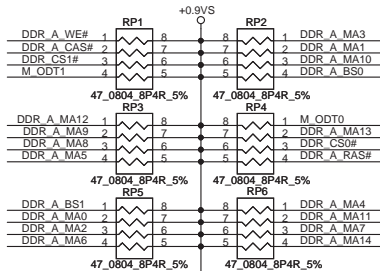 +0.9VS
RP1 RP2
DDR_A_WE# 1 8 8 1 DDR_A_MA3
DDR_A_CAS# 2 7 7 2 DDR_A_MA1
DDR_CS1# 3 6 6 3 DDR_A_MA10
M_ODT1 4 5 5 4 DDR_A_BS0
47_0804_8P4R_5% 47_0804_8P4R_5%
RP3 RP4
DDR_A_MA12 1 8 8 1 M_ODT0
DDR_A_MA9 2 7 7 2 DDR_A_MA13
DDR_A_MA8 3 6 6 3 DDR_CS0#
DDR_A_MA5 4 5 5 4 DDR_A_RAS#
47_0804_8P4R_5% 47_0804_8P4R_5%
RP5 RP6
DDR_A_BS1 1 8 8 1 DDR_A_MA4
DDR_A_MA0 2 7 7 2 DDR_A_MA11
DDR_A_MA2 3 6 6 3 DDR_A_MA7
DDR_A_MA6 4 5 5 4 DDR_A_MA14
47_0804_8P4R_5% 47_0804_8P4R_5%